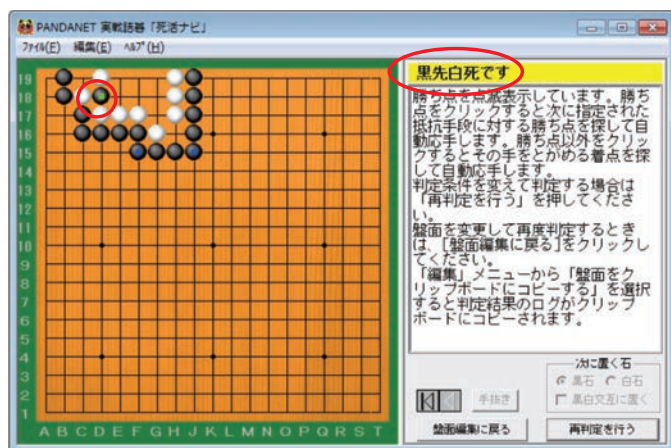 PANDANET 実戦詰碁「死活ナビ」
ファイル(F) 編集(E) ヘルプ(H)
黒先白死です
勝ち点を点滅表示しています。勝ち
点をクリックすると次に指定された
抵抗手段に対する勝ち点を探して自
動応手します。勝ち点以外をクリッ
クするとその手をとがめる着点を探
して自動応手します。
判定条件を変えて判定する場合は
「再判定を行う」を押してくださ
い。
盤面を変更して再度判定するとき
は、[盤面編集に戻る]をクリックし
てください。
「編集」メニューから「盤面をク
リップボードにコピーする」を選択
すると判定結果のログがクリップ
ボードにコピーされます。
19
18
17
16
15
14
13
12
11
10
9
8
7
6
5
4
3
2
1
A B C D E F G H J K L M N O P Q R S T
次に置く石
黒石 白石
黒白交互に置く
手抜き
盤面編集に戻る 再判定を行う